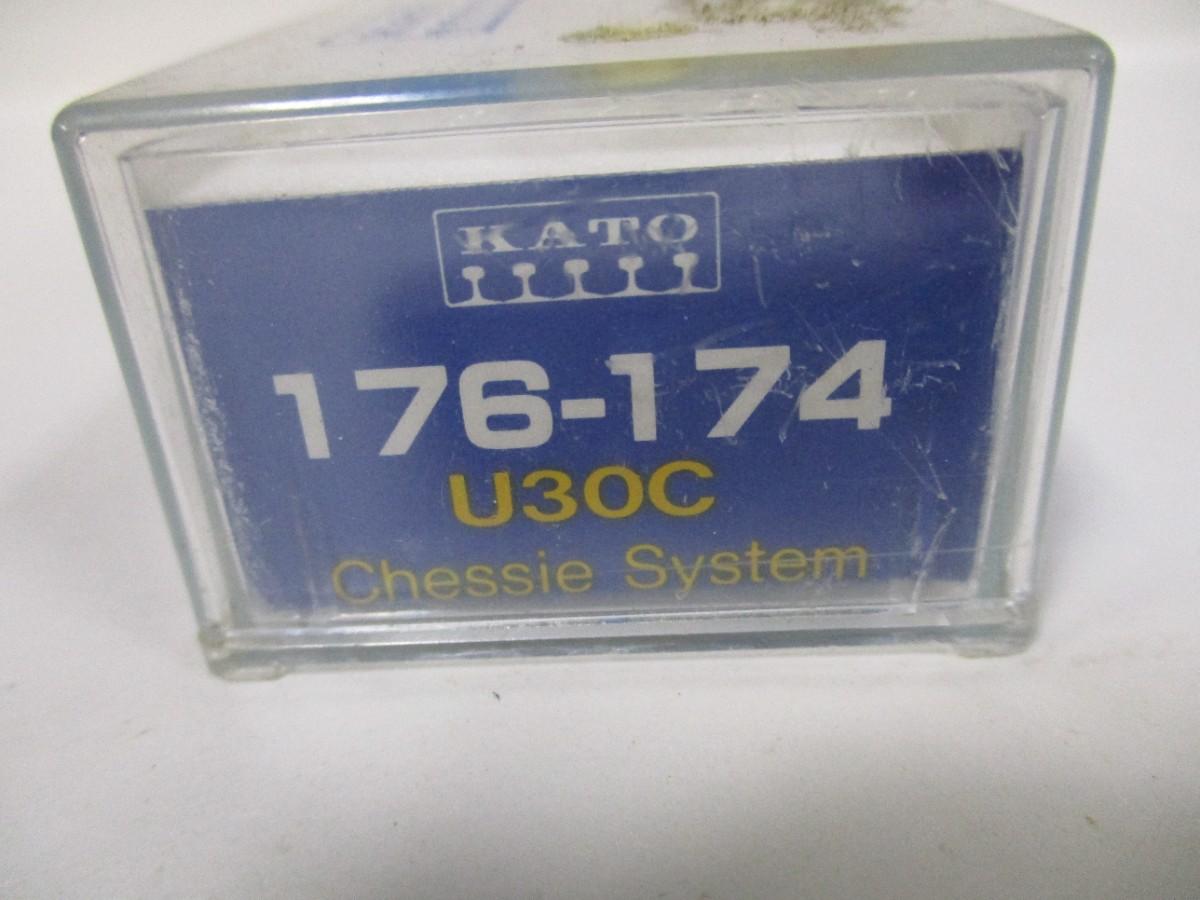 KATO
176-174
U30C
Chessie System